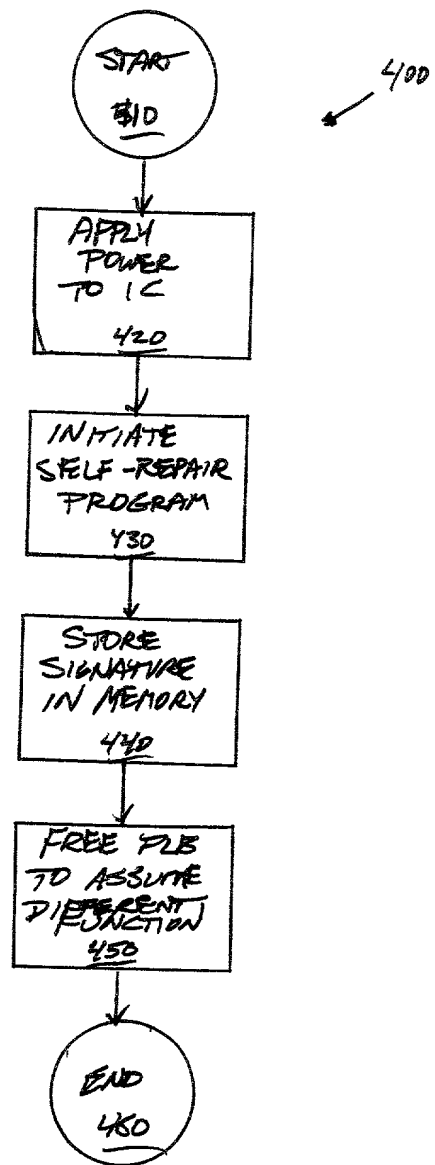 START
410
400
APPLY
POWER
TO IC
420
INITIATE
SELF-REPAIR
PROGRAM
430
STORE
SIGNATURE
IN MEMORY
440
FREE PLB
TO ASSUME
DIFFERENT
FUNCTION
450
END
460